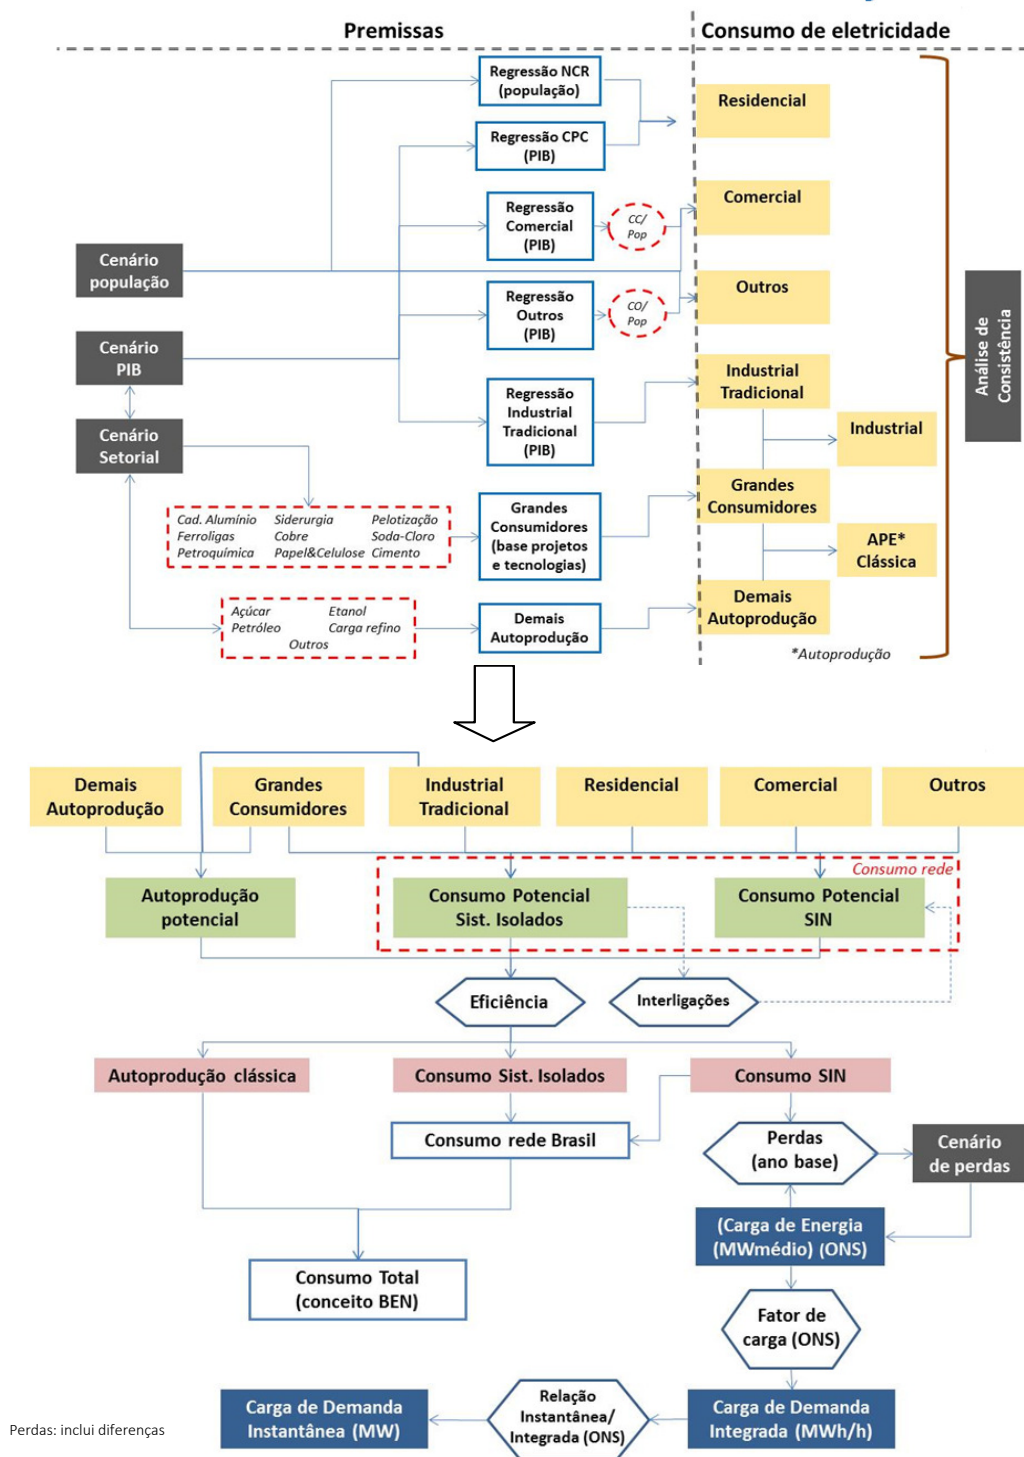 Premissas
Consumo de eletricidade
Regressão NCR
(população)
Residencial
Regressão CPC
(PIB)
Regressão
Comercial
(PIB)
CC/
Pop
Comercial
Cenário
população
Regressão
Outros
(PIB)
CO/
Pop
Outros
Cenário
PIB
Análise de
Consistência
Regressão
Industrial
Tradicional
(PIB)
Industrial
Tradicional
Cenário
Setorial
Industrial
Cad. Alumínio Siderurgia Pelotização
Ferroligas Cobre Soda-Cloro
Petroquímica Papel&Celulose Cimento
Grandes
Consumidores
(base projetos
e tecnologias)
Grandes
Consumidores
APE*
Clássica
Açúcar Etanol
Petróleo Carga refino
Outros
Demais
Autoprodução
Demais
Autoprodução
*Autoprodução
Demais
Autoprodução
Grandes
Consumidores
Industrial
Tradicional
Residencial
Comercial
Outros
Consumo rede
Autoprodução
potencial
Consumo Potencial
Sist. Isolados
Consumo Potencial
SIN
Eficiência
Interligações
Autoprodução clássica
Consumo Sist. Isolados
Consumo SIN
Consumo rede Brasil
Perdas
(ano base)
Cenário
de perdas
(Carga de Energia
(MWmédio) (ONS)
Consumo Total
(conceito BEN)
Fator de
carga (ONS)
Carga de Demanda
Instantânea (MW)
Relação
Instantânea/
Integrada (ONS)
Carga de Demanda
Integrada (MWh/h)
Perdas: inclui diferenças